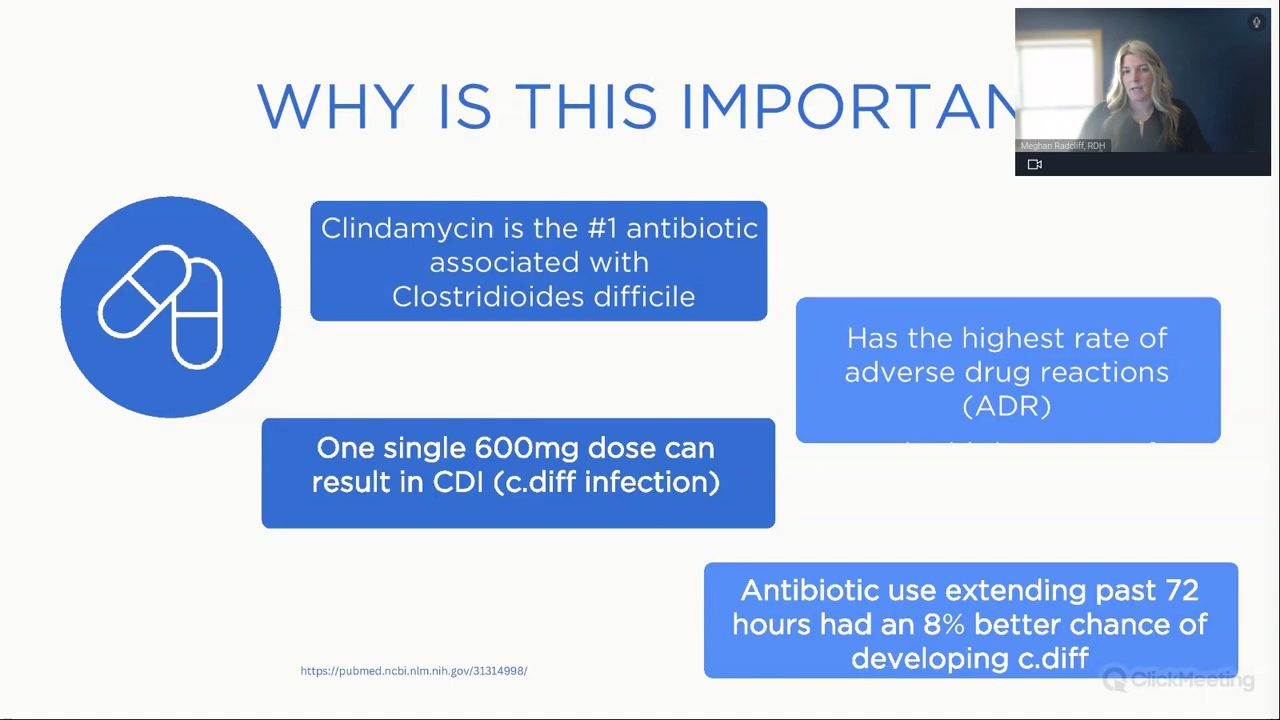 WHY IS THIS IMPORTAN
Meghan Radcliff, RDH
Clindamycin is the #1 antibiotic
associated with
Clostridioides difficile
Has the highest rate of
adverse drug reactions
(ADR)
One single 600mg dose can
result in CDI (c.diff infection)
Antibiotic use extending past 72
hours had an 8% better chance of
developing c.diff
https://pubmed.ncbi.nlm.nih.gov/31314998/
ClickMeeting